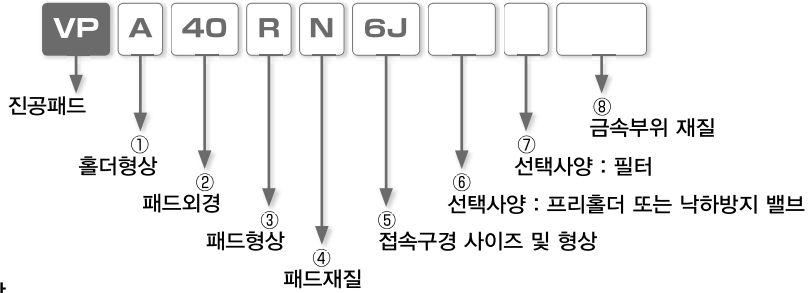 VP A 40 R N 6J
진공패드
⑧
금속부위 재질
①
홀더형상
⑦
선택사양 : 필터
②
패드외경
⑥
선택사양 : 프리홀더 또는 낙하방지 밸브
③
패드형상
⑤
접속구경 사이즈 및 형상
④
패드재질